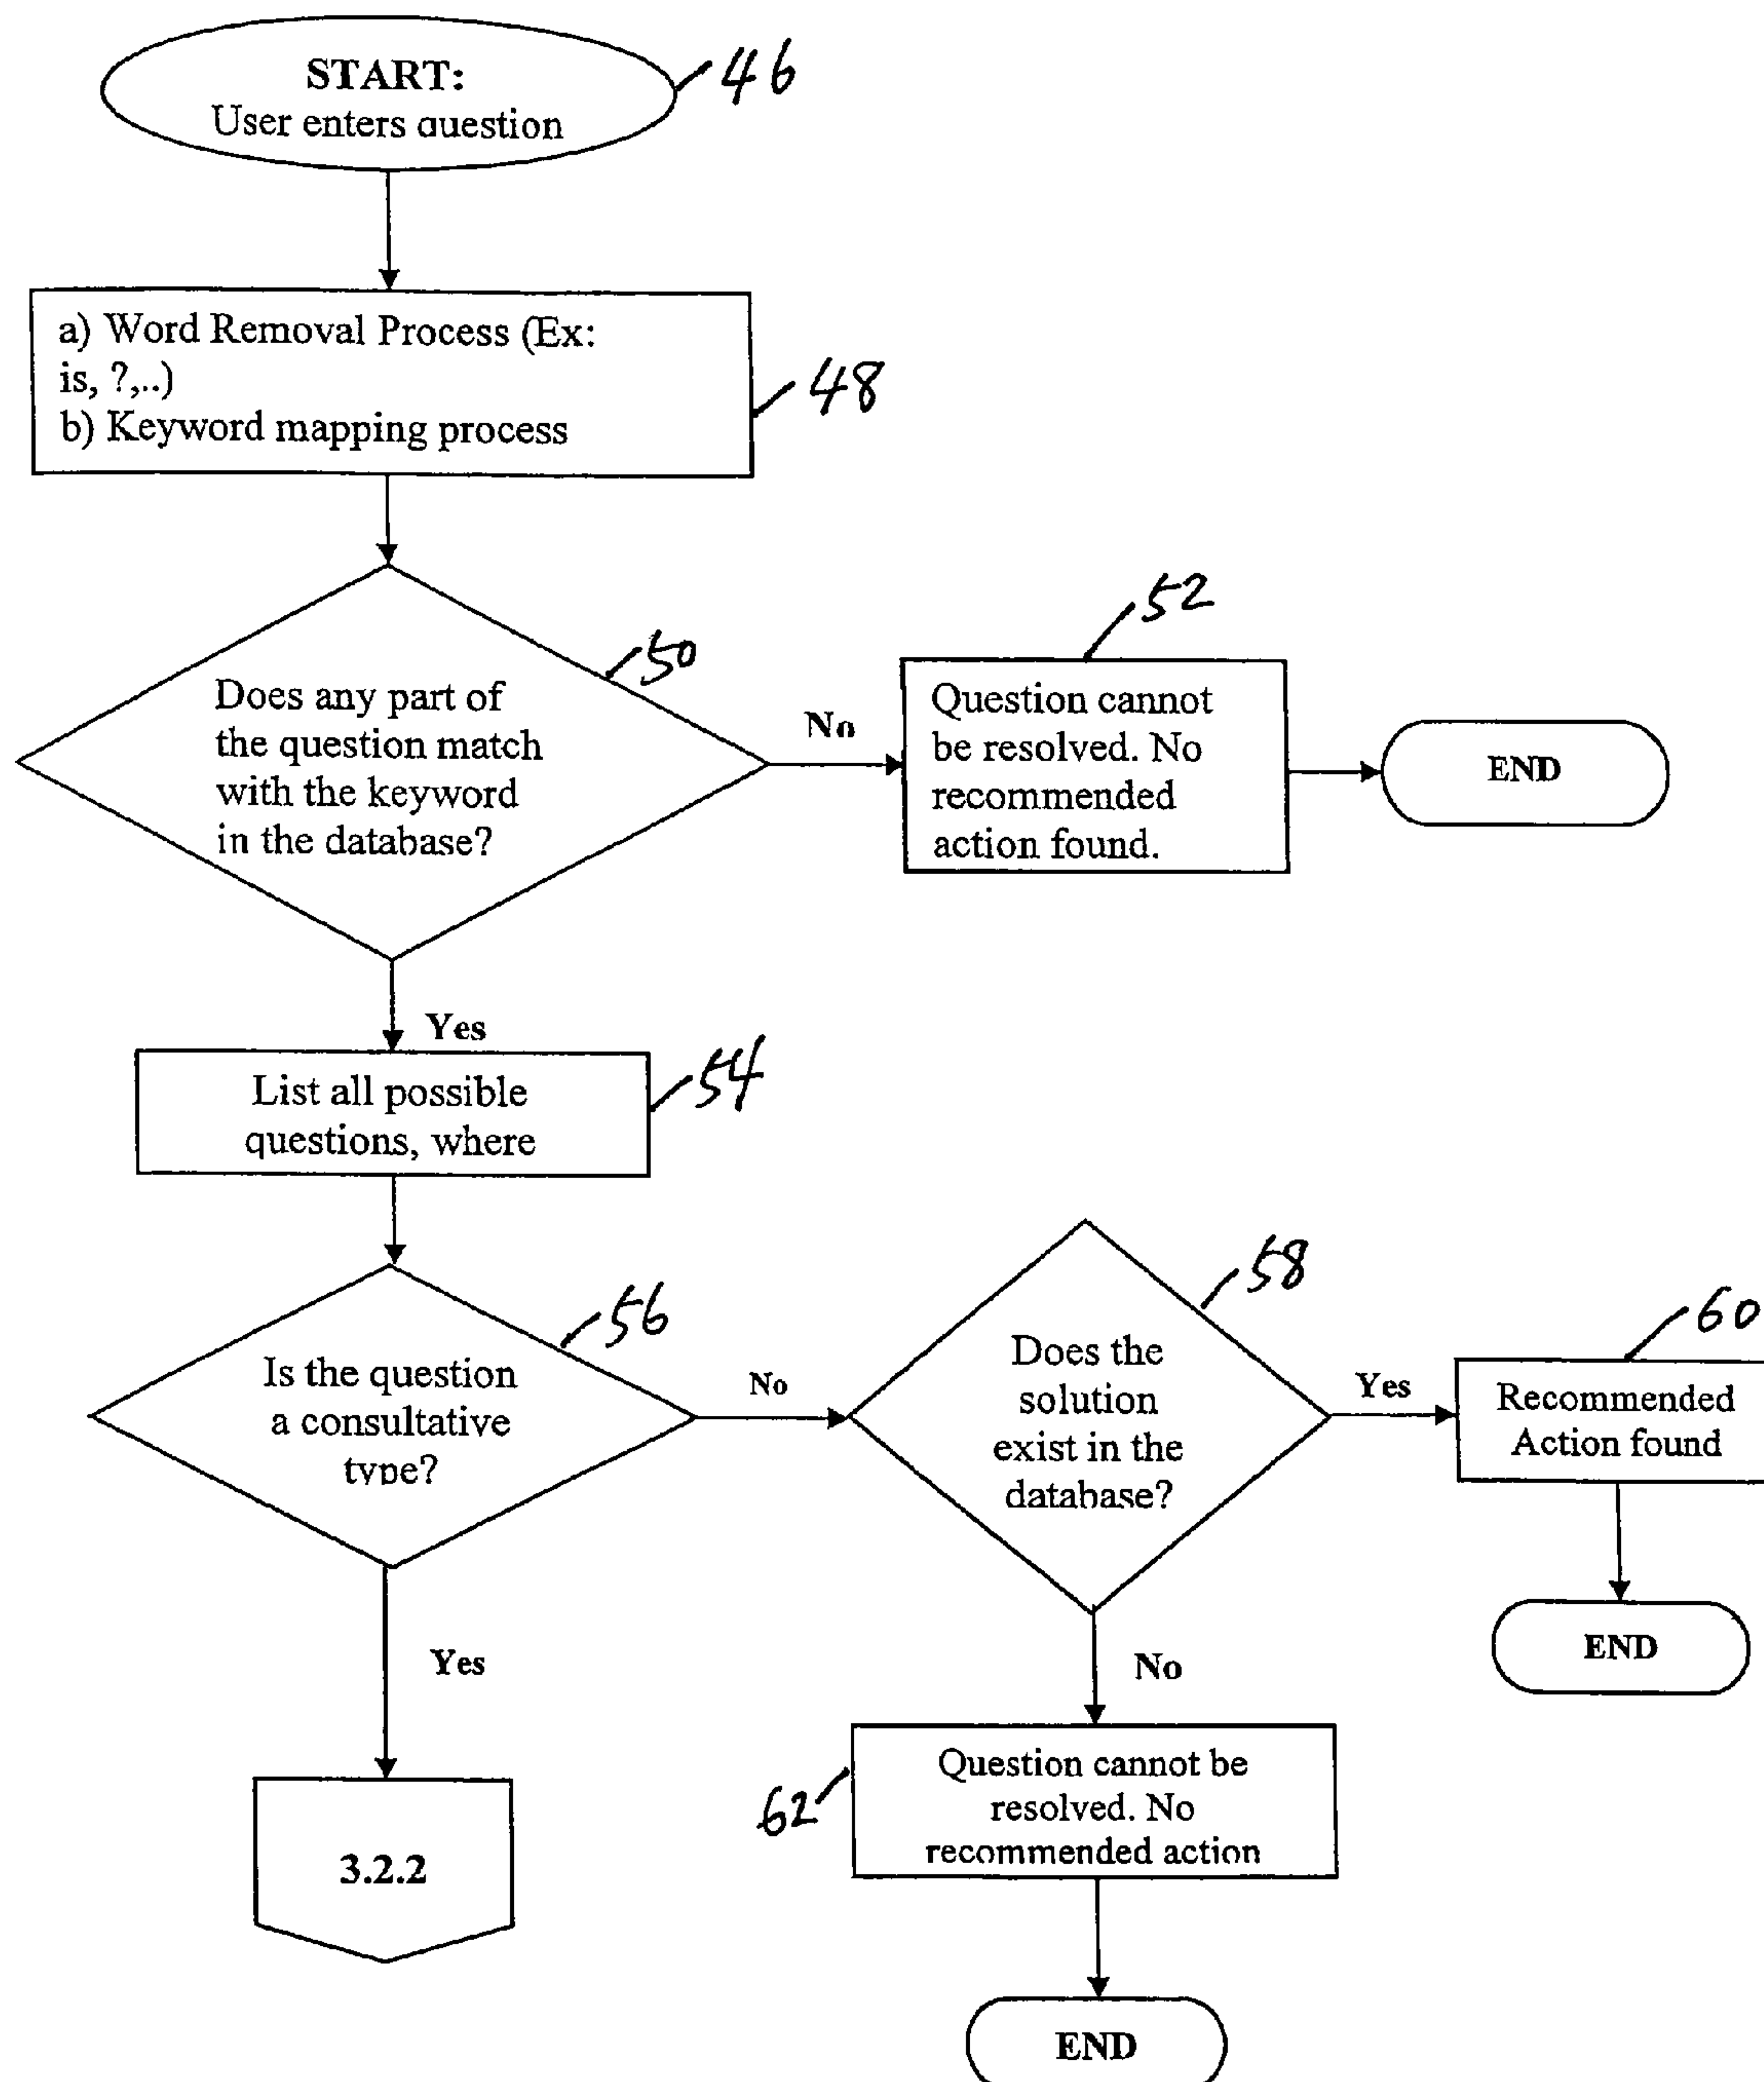 START:
46
User enters question
a) Word Removal Process (Ex:
is, ?,..)
b) Keyword mapping process
48
50
52
Does any part of
the question match
with the keyword
in the database?
No
Question cannot
be resolved. No
recommended
action found.
END
Yes
List all possible
questions, where
54
56
Is the question
a consultative
type?
No
58
Does the
solution
exist in the
database?
Yes
60
Recommended
Action found
END
Yes
No
3.2.2
62
Question cannot be
resolved. No
recommended action
END